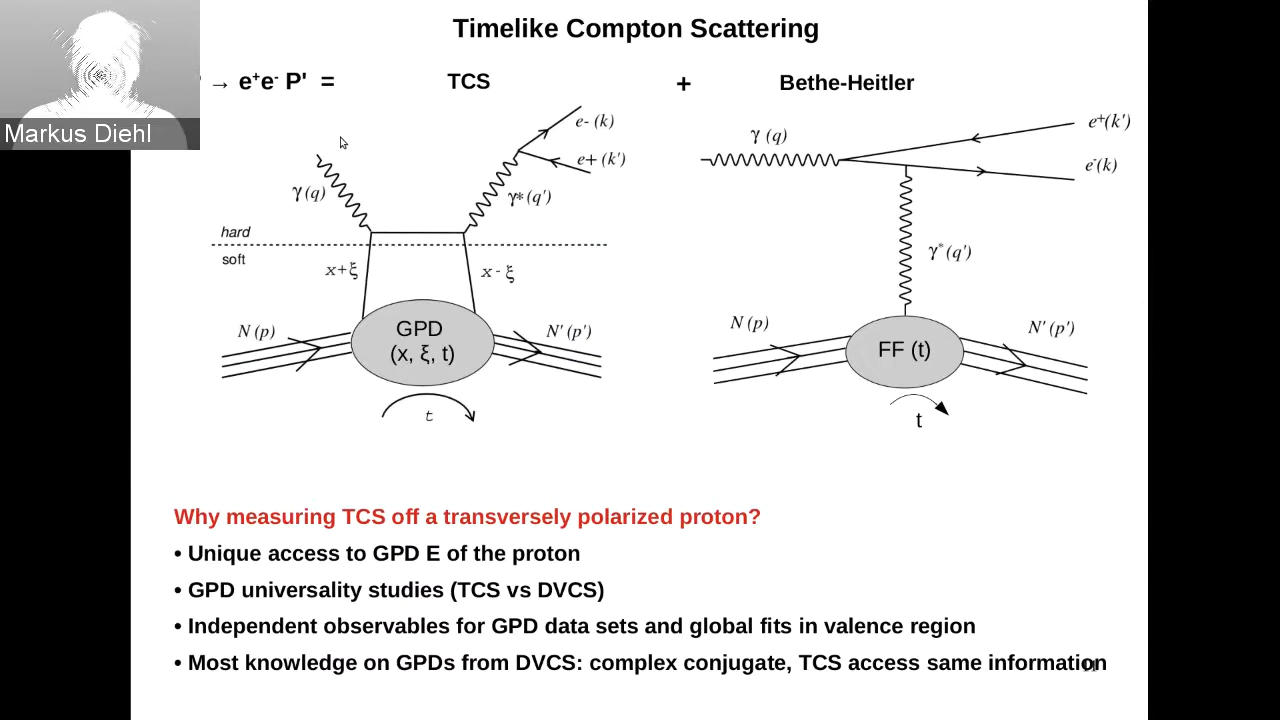 Timelike Compton Scattering
Markus Diehl
→ e⁺e⁻ P' = TCS + Bethe-Heitler
e- (k)
e+ (k')
γ (q)
γ* (q')
hard
soft
x+ξ
x - ξ
N (p)
N' (p')
GPD
(x, ξ, t)
t
γ (q)
e⁺(k')
e⁻(k)
γ* (q')
N (p)
N' (p')
FF (t)
t
Why measuring TCS off a transversely polarized proton?
• Unique access to GPD E of the proton
• GPD universality studies (TCS vs DVCS)
• Independent observables for GPD data sets and global fits in valence region
• Most knowledge on GPDs from DVCS: complex conjugate, TCS access same information